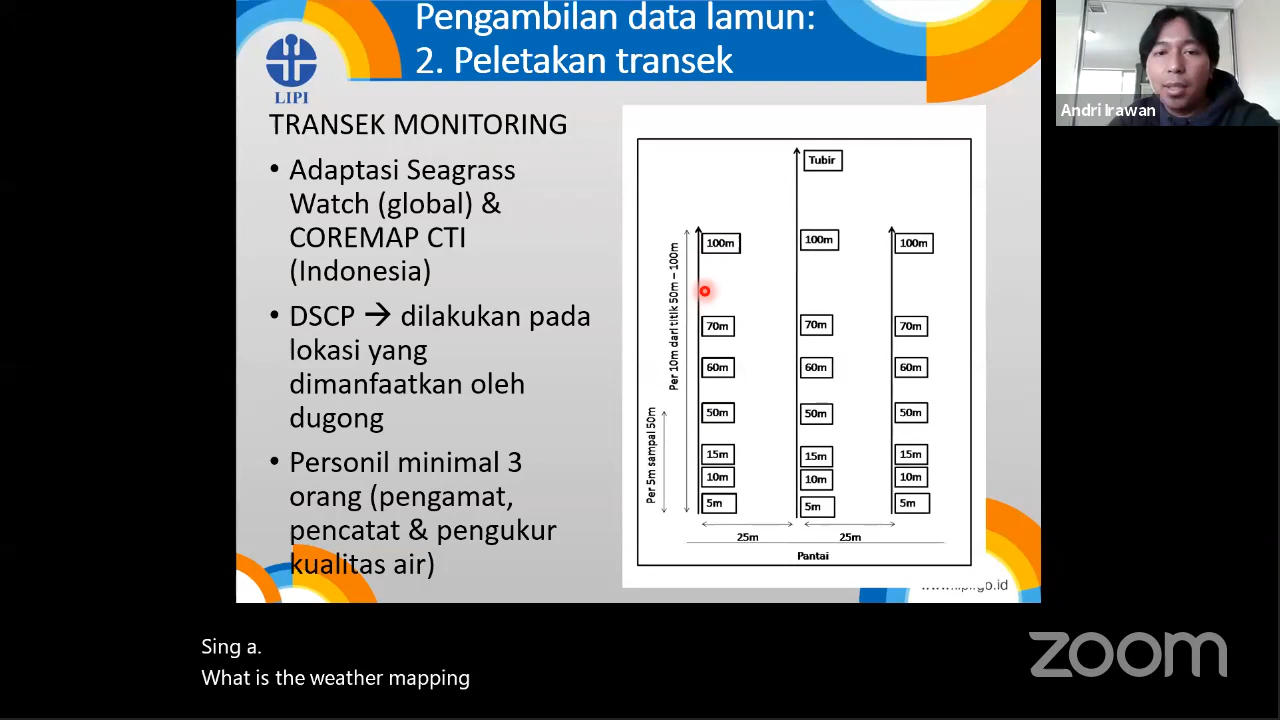 Pengambilan data lamun:
2. Peletakan transek
LIPI
Andri Irawan
TRANSEK MONITORING
• Adaptasi Seagrass
Watch (global) &
COREMAP CTI
(Indonesia)
• DSCP → dilakukan pada
lokasi yang
dimanfaatkan oleh
dugong
• Personil minimal 3
orang (pengamat,
pencatat & pengukur
kualitas air)
Tubir
100m 100m 100m
Per 10m dari titik 50m – 100m
70m 70m 70m
60m 60m 60m
Per 5m sampai 50m
50m 50m 50m
15m 15m 15m
10m 10m 10m
5m 5m 5m
25m 25m
Pantai
www.lipi.go.id
Sing a.
What is the weather mapping
zoom